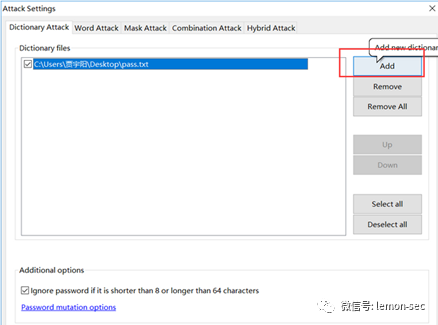 Attack Settings
Dictionary Attack Word Attack Mask Attack Combination Attack Hybrid Attack
Dictionary files
Add new dictionar
C:\Users\贾宇阳\Desktop\pass.txt
Add
Remove
Remove All
Up
Down
Select all
Deselect all
Additional options
Ignore password if it is shorter than 8 or longer than 64 characters
Password mutation options
微信号: lemon-sec